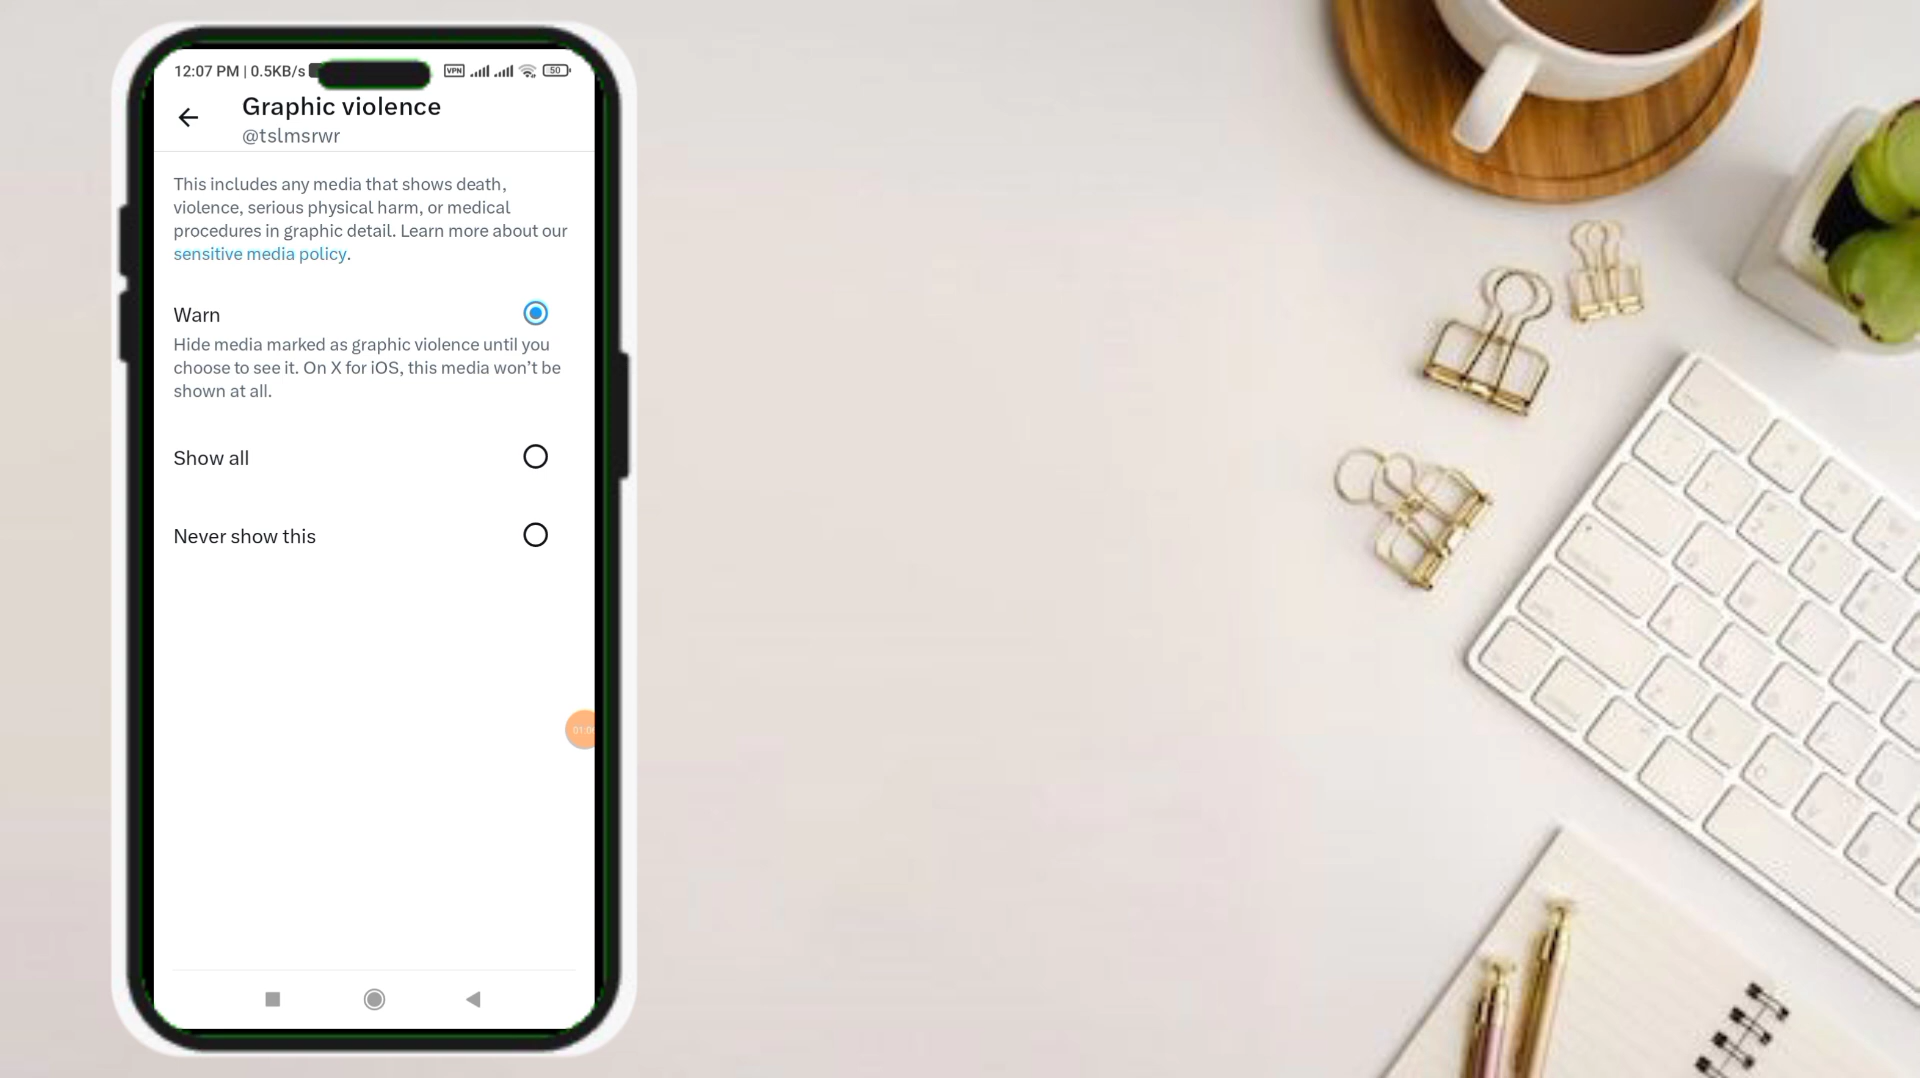 12:07 PM | 0.5KB/s
VPN
50
Graphic violence
@tslmsrwr
This includes any media that shows death,
violence, serious physical harm, or medical
procedures in graphic detail. Learn more about our
sensitive media policy.
Warn
Hide media marked as graphic violence until you
choose to see it. On X for iOS, this media won’t be
shown at all.
Show all
Never show this